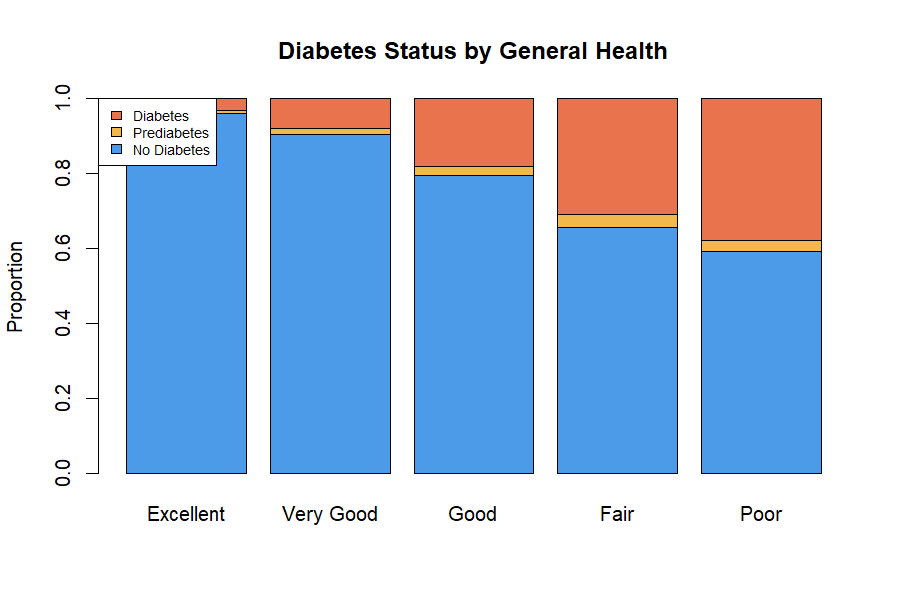 Diabetes Status by General Health
Proportion
1.0
0.8
0.6
0.4
0.2
0.0
Diabetes
Prediabetes
No Diabetes
Excellent
Very Good
Good
Fair
Poor